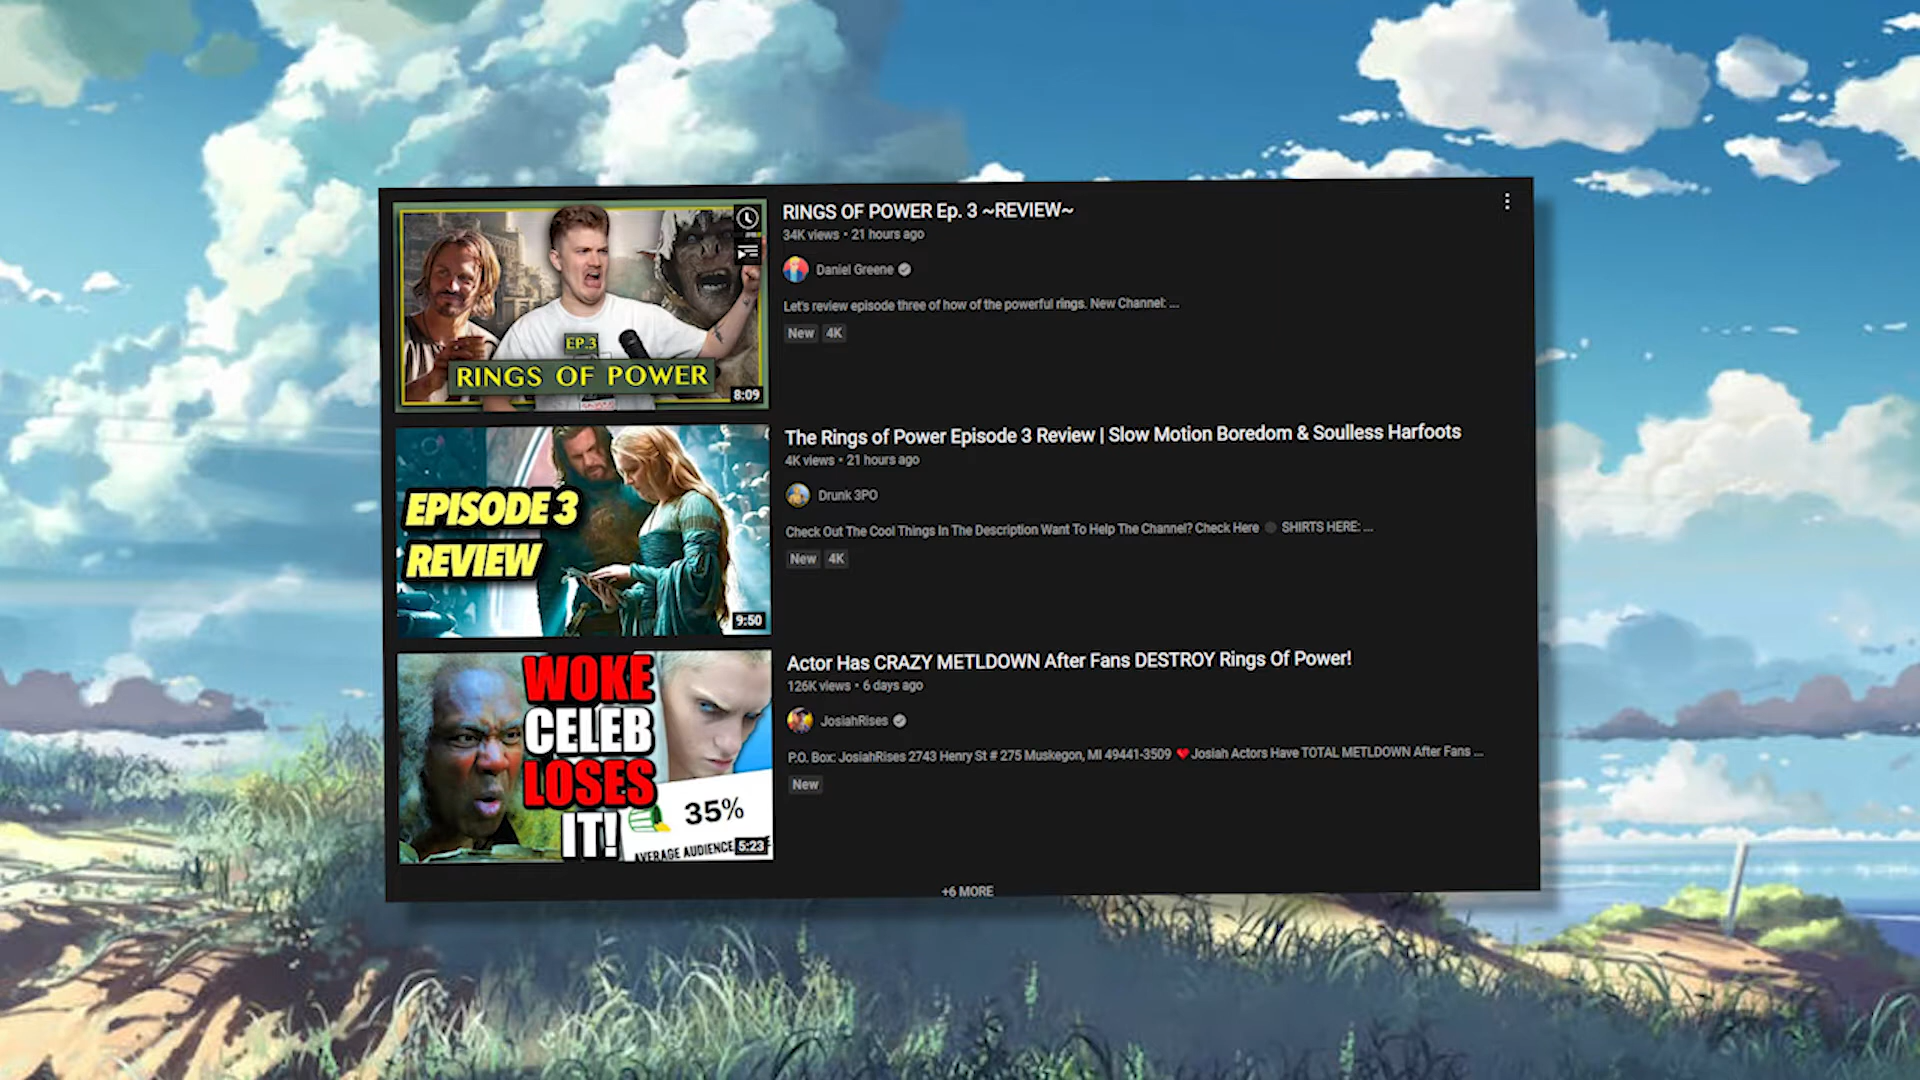 RINGS OF POWER Ep. 3 ~REVIEW~
34K views • 21 hours ago
Daniel Greene
Let's review episode three of how of the powerful rings. New Channel: ...
New 4K
EP.3
RINGS OF POWER
8:09
The Rings of Power Episode 3 Review | Slow Motion Boredom & Soulless Harfoots
4K views • 21 hours ago
Drunk 3PO
Check Out The Cool Things In The Description Want To Help The Channel? Check Here SHIRTS HERE: ...
New 4K
EPISODE 3
REVIEW
9:50
Actor Has CRAZY METLDOWN After Fans DESTROY Rings Of Power!
126K views • 6 days ago
JosiahRises
P.O. Box: JosiahRises 2743 Henry St # 275 Muskegon, MI 49441-3509 ❤Josiah Actors Have TOTAL METLDOWN After Fans ...
New
WOKE
CELEB
LOSES
IT!
35%
AVERAGE AUDIENCE
5:23
+6 MORE